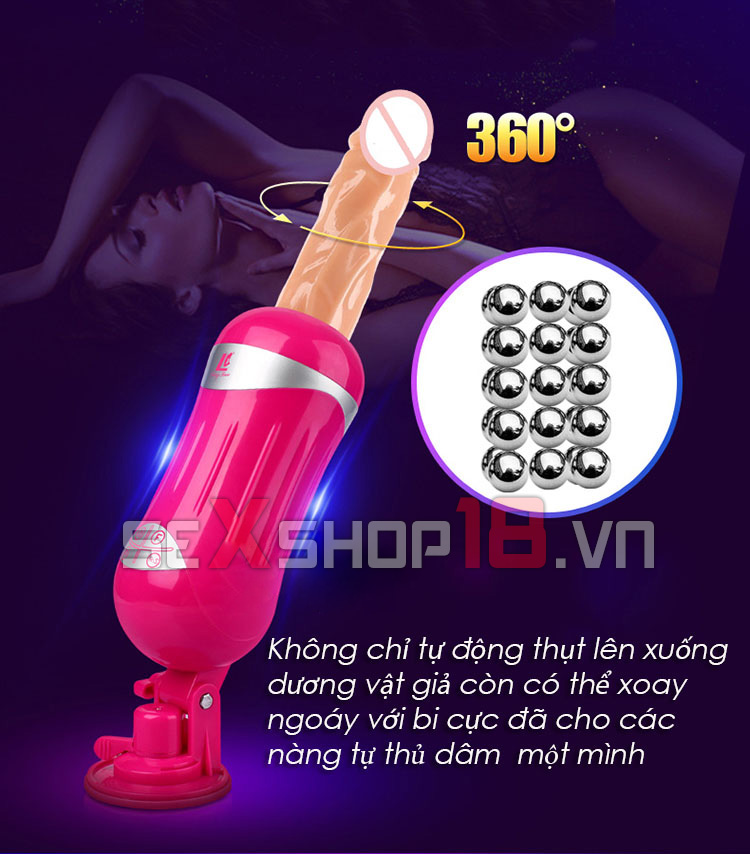 360°
sexshop18.vn
Không chỉ tự động thụt lên xuống
dương vật giả còn có thể xoay
ngoáy với bi cực đã cho các
nàng tự thủ dâm một mình